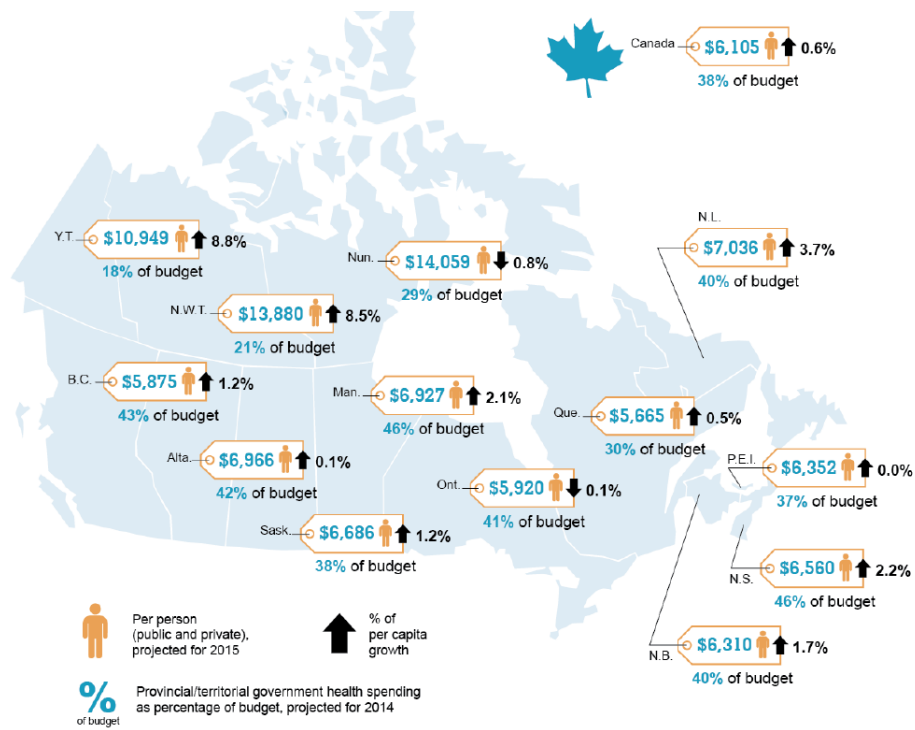 Canada $6,105 0.6%
38% of budget
N.L.
$7,036 3.7%
40% of budget
Y.T. $10,949 8.8%
18% of budget
Nun. $14,059 0.8%
29% of budget
N.W.T. $13,880 8.5%
21% of budget
B.C. $5,875 1.2%
43% of budget
Man. $6,927 2.1%
46% of budget
Que. $5,665 0.5%
30% of budget
Alta. $6,966 0.1%
42% of budget
P.E.I. $6,352 0.0%
37% of budget
Ont. $5,920 0.1%
41% of budget
Sask. $6,686 1.2%
38% of budget
N.S. $6,560 2.2%
46% of budget
N.B. $6,310 1.7%
40% of budget
Per person
(public and private),
projected for 2015
% of
per capita
growth
%
of budget
Provincial/territorial government health spending
as percentage of budget, projected for 2014